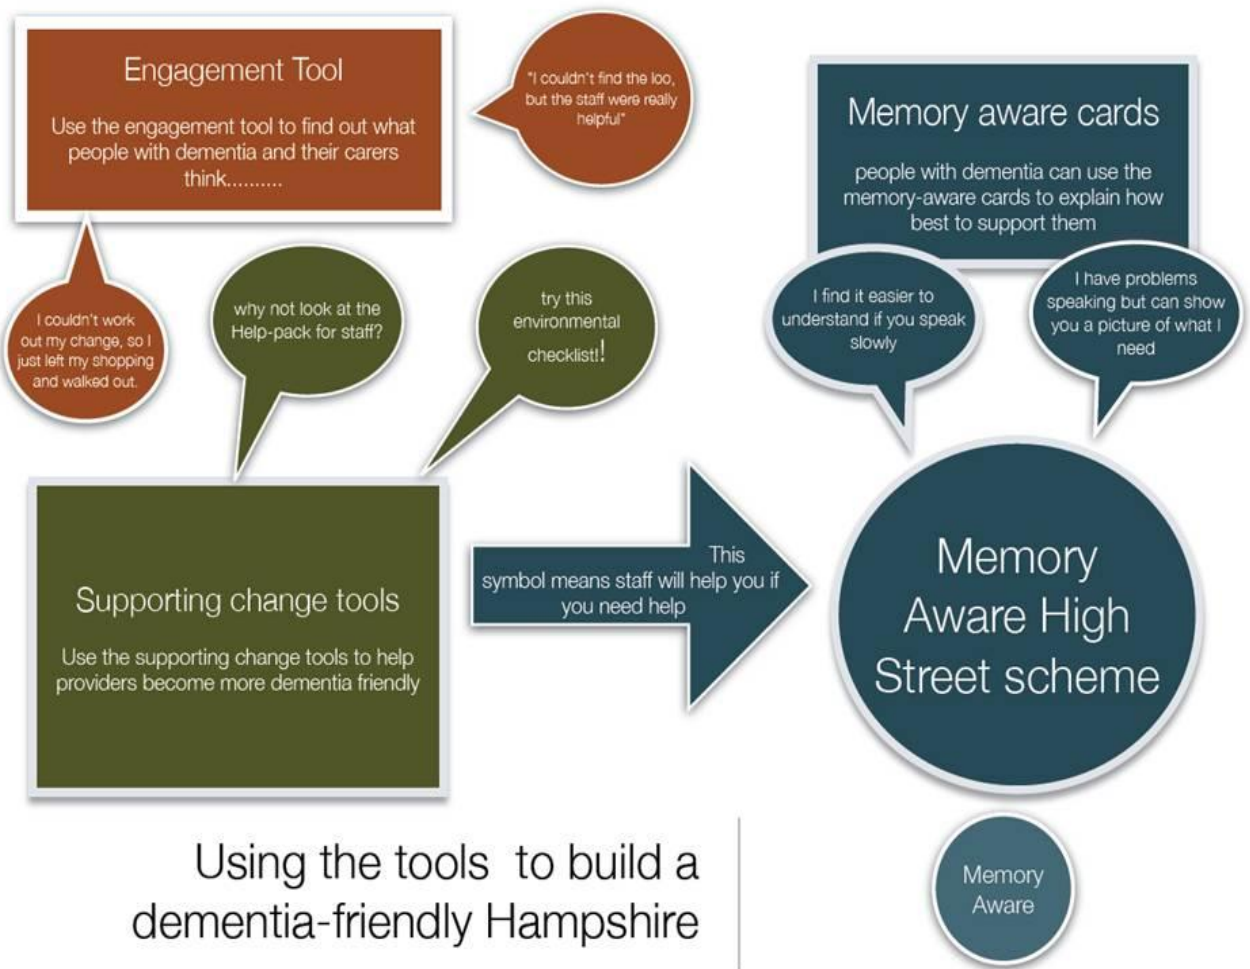 Engagement Tool
Use the engagement tool to find out what
people with dementia and their carers
think..........
"I couldn't find the loo,
but the staff were really
helpful"
I couldn't work
out my change, so I
just left my shopping
and walked out.
why not look at the
Help-pack for staff?
try this
environmental
checklist!!
Supporting change tools
Use the supporting change tools to help
providers become more dementia friendly
Memory aware cards
people with dementia can use the
memory-aware cards to explain how
best to support them
I find it easier to
understand if you speak
slowly
I have problems
speaking but can show
you a picture of what I
need
This
symbol means staff will help you if
you need help
Memory
Aware High
Street scheme
Memory
Aware
Using the tools to build a
dementia-friendly Hampshire